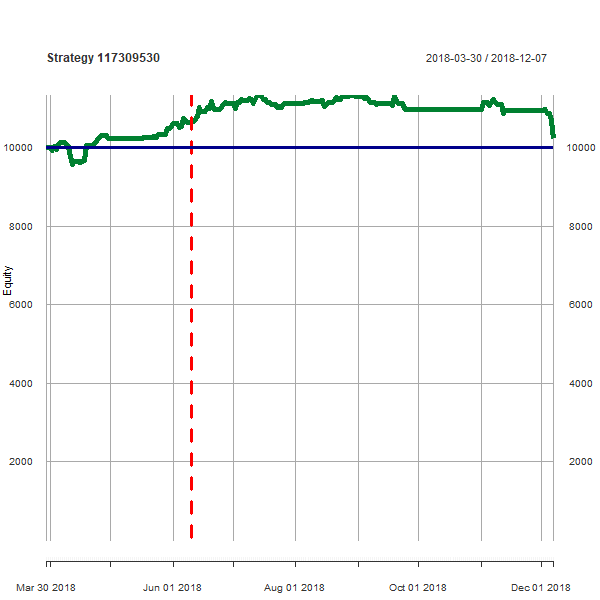 Strategy 117309530
2018-03-30 / 2018-12-07
10000 10000
8000 8000
Equity
6000 6000
4000 4000
2000 2000
Mar 30 2018 Jun 01 2018 Aug 01 2018 Oct 01 2018 Dec 01 2018